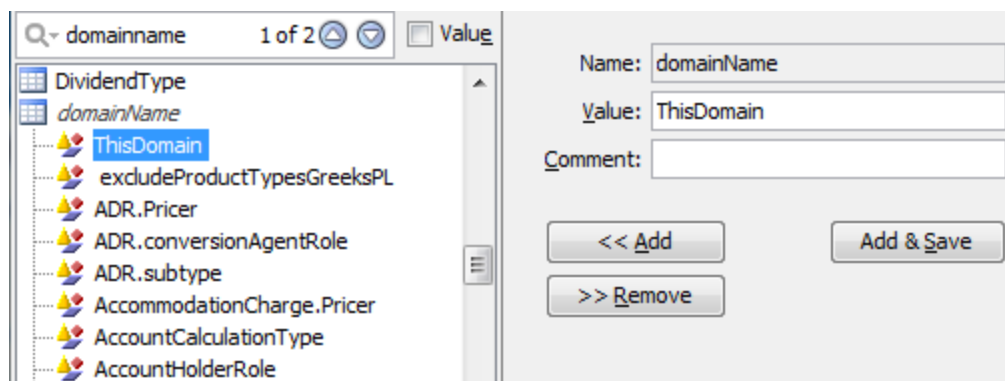 domainname 1 of 2 Value
DividendType
domainName
ThisDomain
excludeProductTypesGreeksPL
ADR.Pricer
ADR.conversionAgentRole
ADR.subtype
AccommodationCharge.Pricer
AccountCalculationType
AccountHolderRole
Name: domainName
Value: ThisDomain
Comment:
<< Add Add & Save
>> Remove